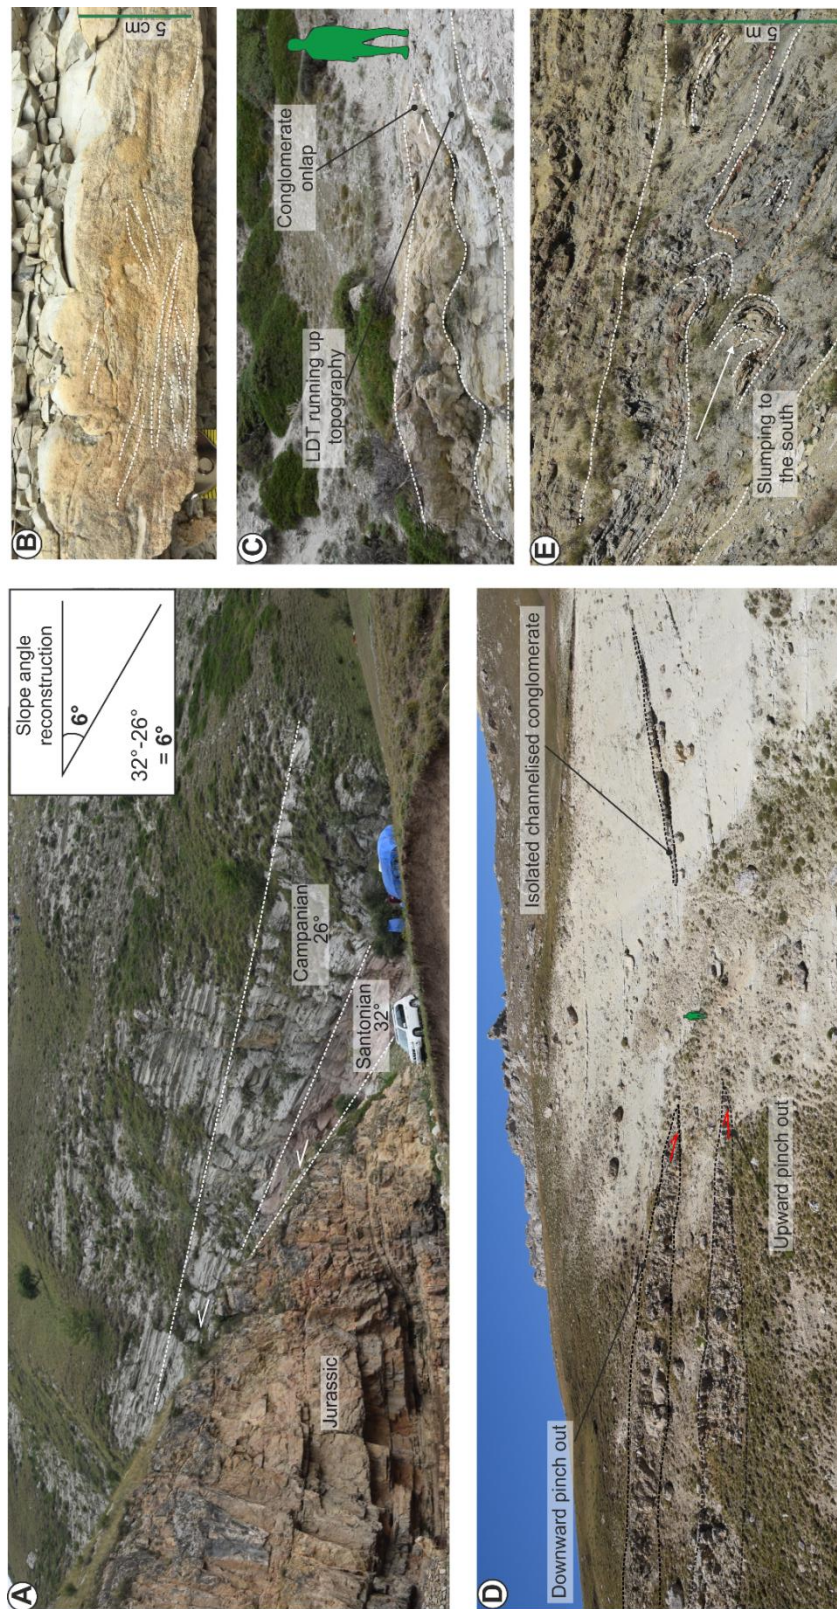 A
Slope angle
reconstruction
6°
32°-26°
= 6°
Campanian
26°
Santonian
32°
Jurassic
B
5 cm
C
Conglomerate
onlap
LDT running up
topography
D
Downward pinch out
Isolated channelised conglomerate
Upward pinch out
E
5 m
Slumping to
the south